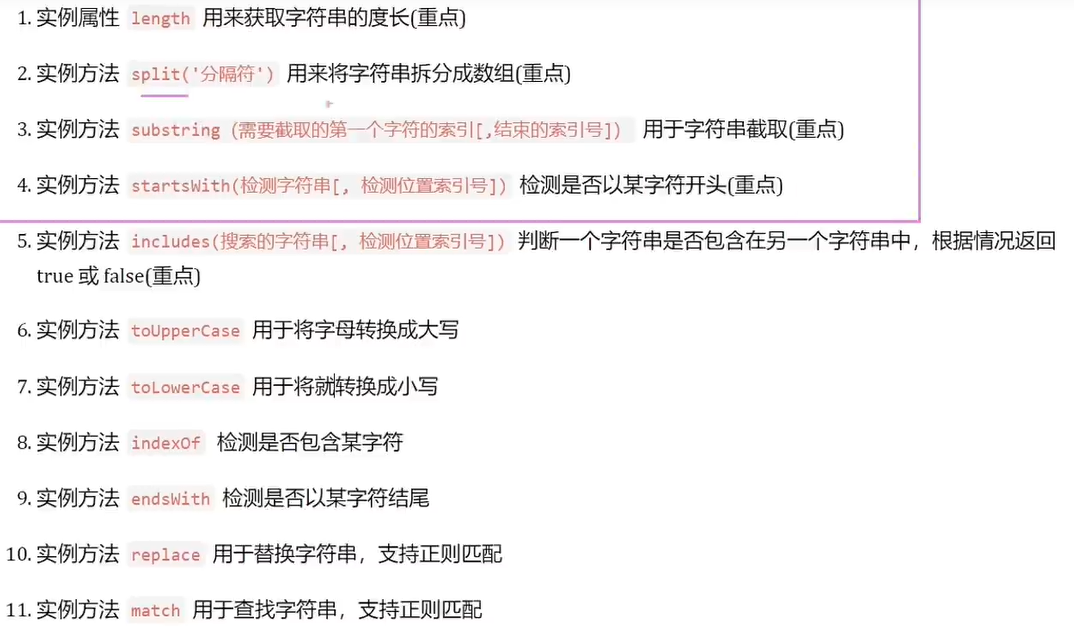 1. 实例属性 length 用来获取字符串的度长(重点)
2. 实例方法 split('分隔符') 用来将字符串拆分成数组(重点)
3. 实例方法 substring（需要截取的第一个字符的索引[,结束的索引号]） 用于字符串截取(重点)
4. 实例方法 startsWith(检测字符串[, 检测位置索引号]) 检测是否以某字符开头(重点)
5. 实例方法 includes(搜索的字符串[, 检测位置索引号]) 判断一个字符串是否包含在另一个字符串中，根据情况返回
true 或 false(重点)
6. 实例方法 toUpperCase 用于将字母转换成大写
7. 实例方法 toLowerCase 用于将就转换成小写
8. 实例方法 indexOf 检测是否包含某字符
9. 实例方法 endsWith 检测是否以某字符结尾
10. 实例方法 replace 用于替换字符串，支持正则匹配
11. 实例方法 match 用于查找字符串，支持正则匹配